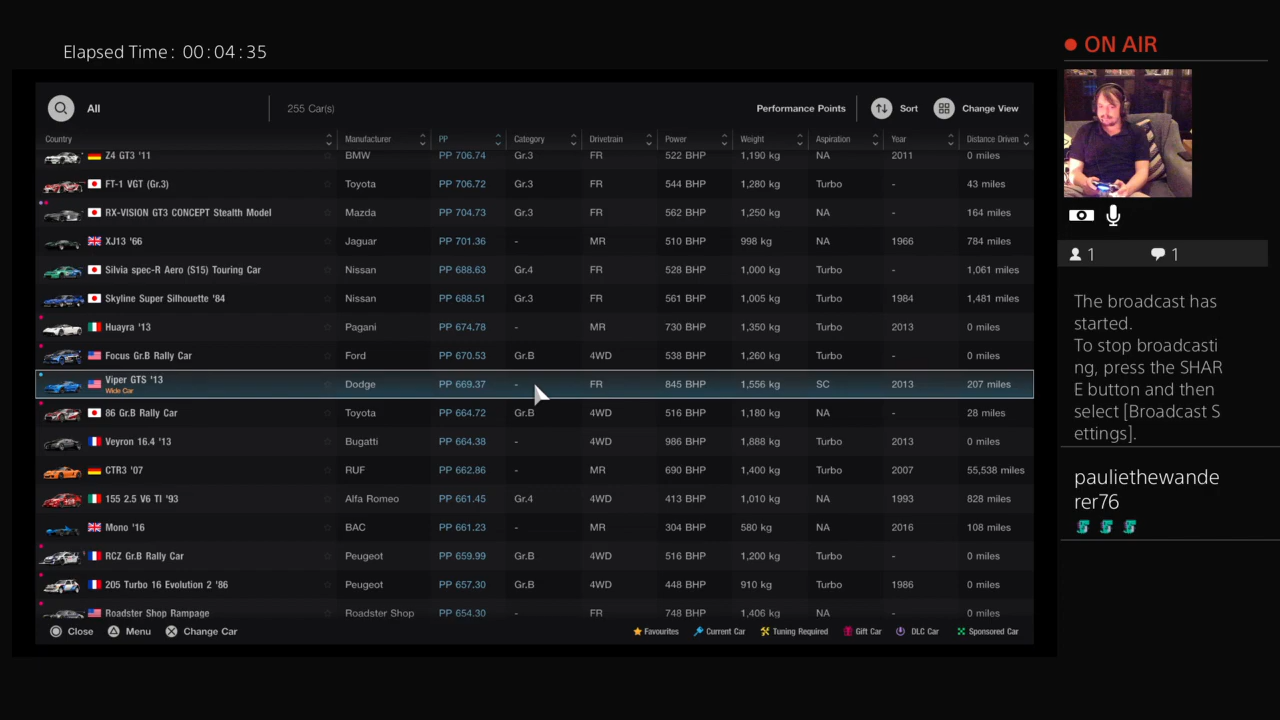 Elapsed Time: 00:04:35
ON AIR
All
255 Car(s)
Performance Points
Sort
Change View
Country Manufacturer PP Category Drivetrain Power Weight Aspiration Year Distance Driven
Z4 GT3 '11 BMW PP 706.74 Gr.3 FR 522 BHP 1,190 kg NA 2011 0 miles
FT-1 VGT (Gr.3) Toyota PP 706.72 Gr.3 FR 544 BHP 1,280 kg Turbo - 43 miles
RX-VISION GT3 CONCEPT Stealth Model Mazda PP 704.73 Gr.3 FR 562 BHP 1,250 kg NA - 164 miles
XJ13 '66 Jaguar PP 701.36 - MR 510 BHP 998 kg NA 1966 784 miles
Silvia spec-R Aero (S15) Touring Car Nissan PP 688.63 Gr.4 FR 528 BHP 1,000 kg Turbo - 1,061 miles
Skyline Super Silhouette '84 Nissan PP 688.51 Gr.3 FR 561 BHP 1,005 kg Turbo 1984 1,481 miles
Huayra '13 Pagani PP 674.78 - MR 730 BHP 1,350 kg Turbo 2013 0 miles
Focus Gr.B Rally Car Ford PP 670.53 Gr.B 4WD 538 BHP 1,260 kg Turbo - 0 miles
Viper GTS '13 Dodge PP 669.37 - FR 845 BHP 1,556 kg SC 2013 207 miles
Wide Car
86 Gr.B Rally Car Toyota PP 664.72 Gr.B 4WD 516 BHP 1,180 kg NA - 28 miles
Veyron 16.4 '13 Bugatti PP 664.38 - 4WD 986 BHP 1,888 kg Turbo 2013 0 miles
CTR3 '07 RUF PP 662.86 - MR 690 BHP 1,400 kg Turbo 2007 55,538 miles
155 2.5 V6 TI '93 Alfa Romeo PP 661.45 Gr.4 4WD 413 BHP 1,010 kg NA 1993 828 miles
Mono '16 BAC PP 661.23 - MR 304 BHP 580 kg NA 2016 108 miles
RCZ Gr.B Rally Car Peugeot PP 659.99 Gr.B 4WD 516 BHP 1,200 kg Turbo - 0 miles
205 Turbo 16 Evolution 2 '86 Peugeot PP 657.30 Gr.B 4WD 448 BHP 910 kg Turbo 1986 0 miles
Roadster Shop Rampage Roadster Shop PP 654.30 - FR 748 BHP 1,406 kg NA - 0 miles
Close Menu Change Car
Favourites Current Car Tuning Required Gift Car DLC Car Sponsored Car
1 1
The broadcast has
started.
To stop broadcasti
ng, press the SHAR
E button and then
select [Broadcast S
ettings].
pauliethewande
rer76